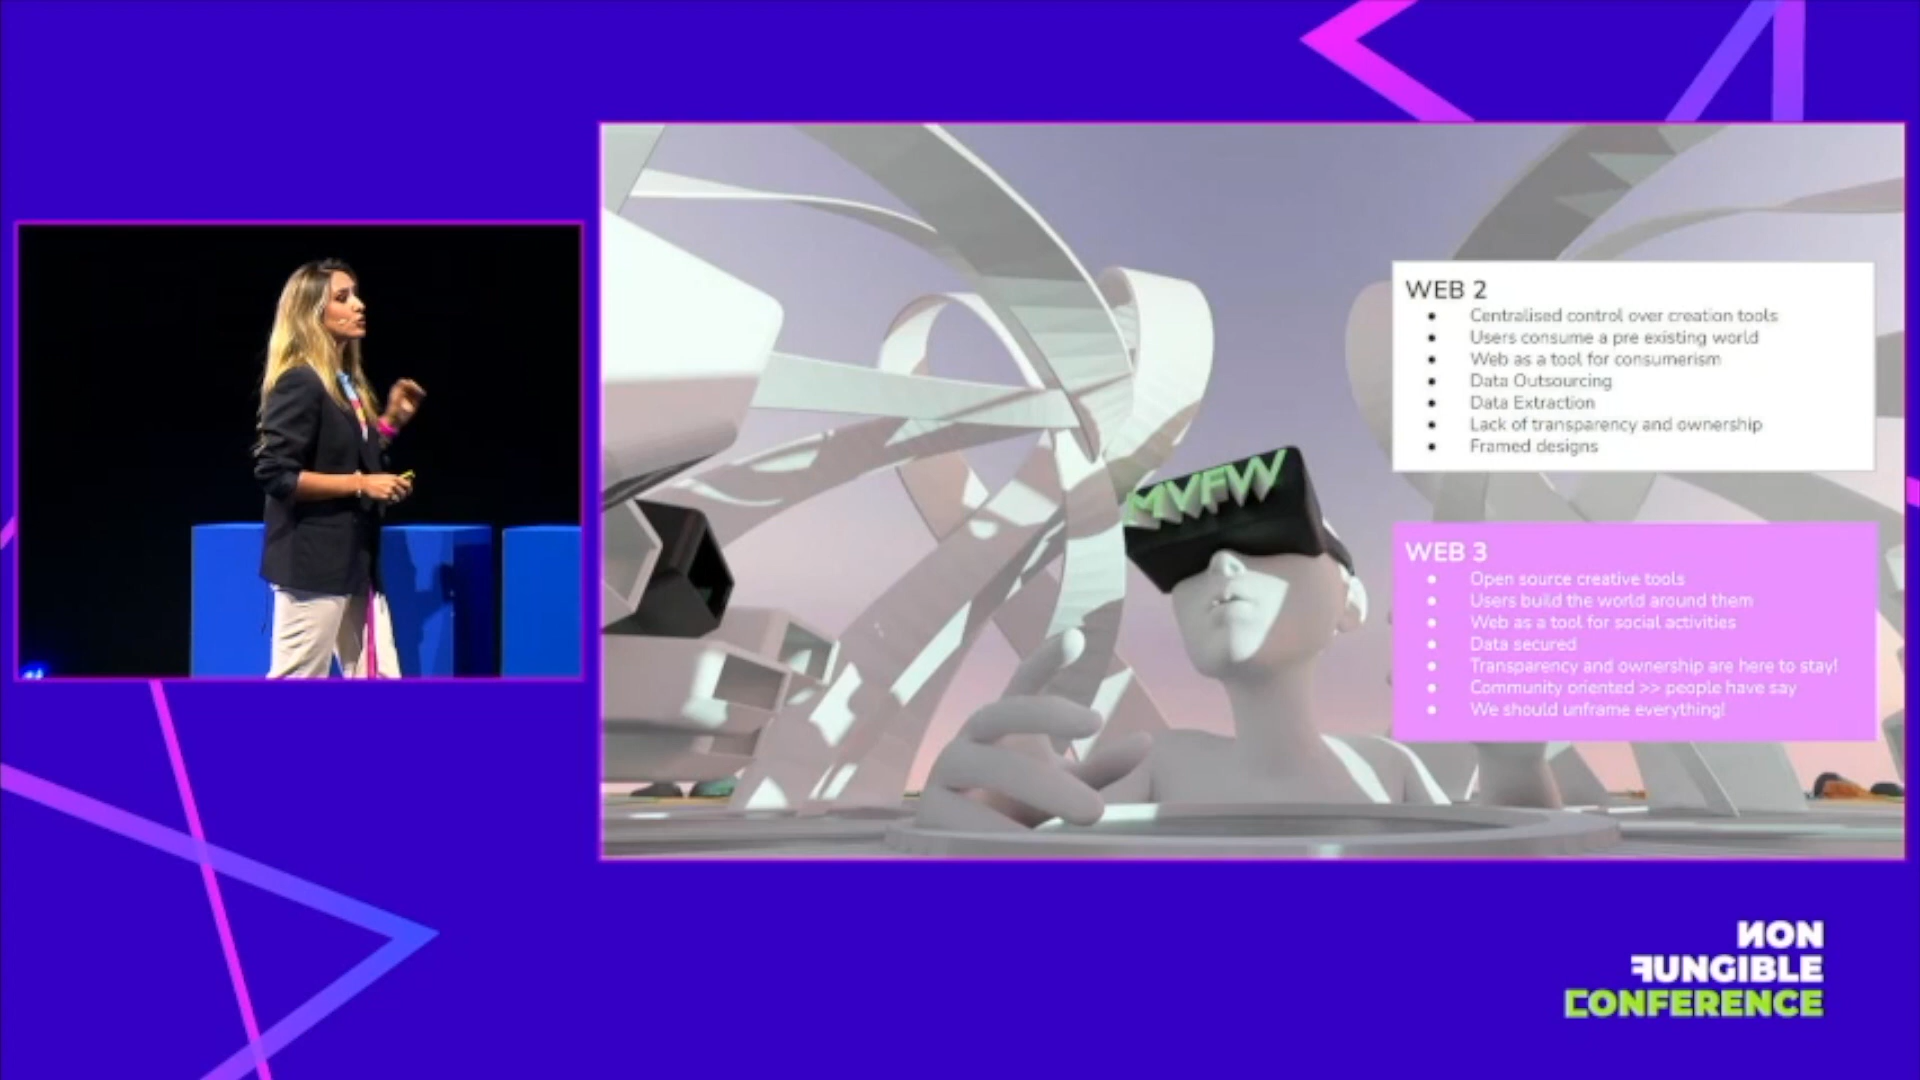 MVFW
WEB 2
Centralised control over creation tools
Users consume a pre existing world
Web as a tool for consumerism
Data Outsourcing
Data Extraction
Lack of transparency and ownership
Framed designs
WEB 3
Open source creative tools
Users build the world around them
Web as a tool for social activities
Data secured
Transparency and ownership are here to stay!
Community oriented >> people have say
We should unframe everything!
NON
FUNGIBLE
CONFERENCE